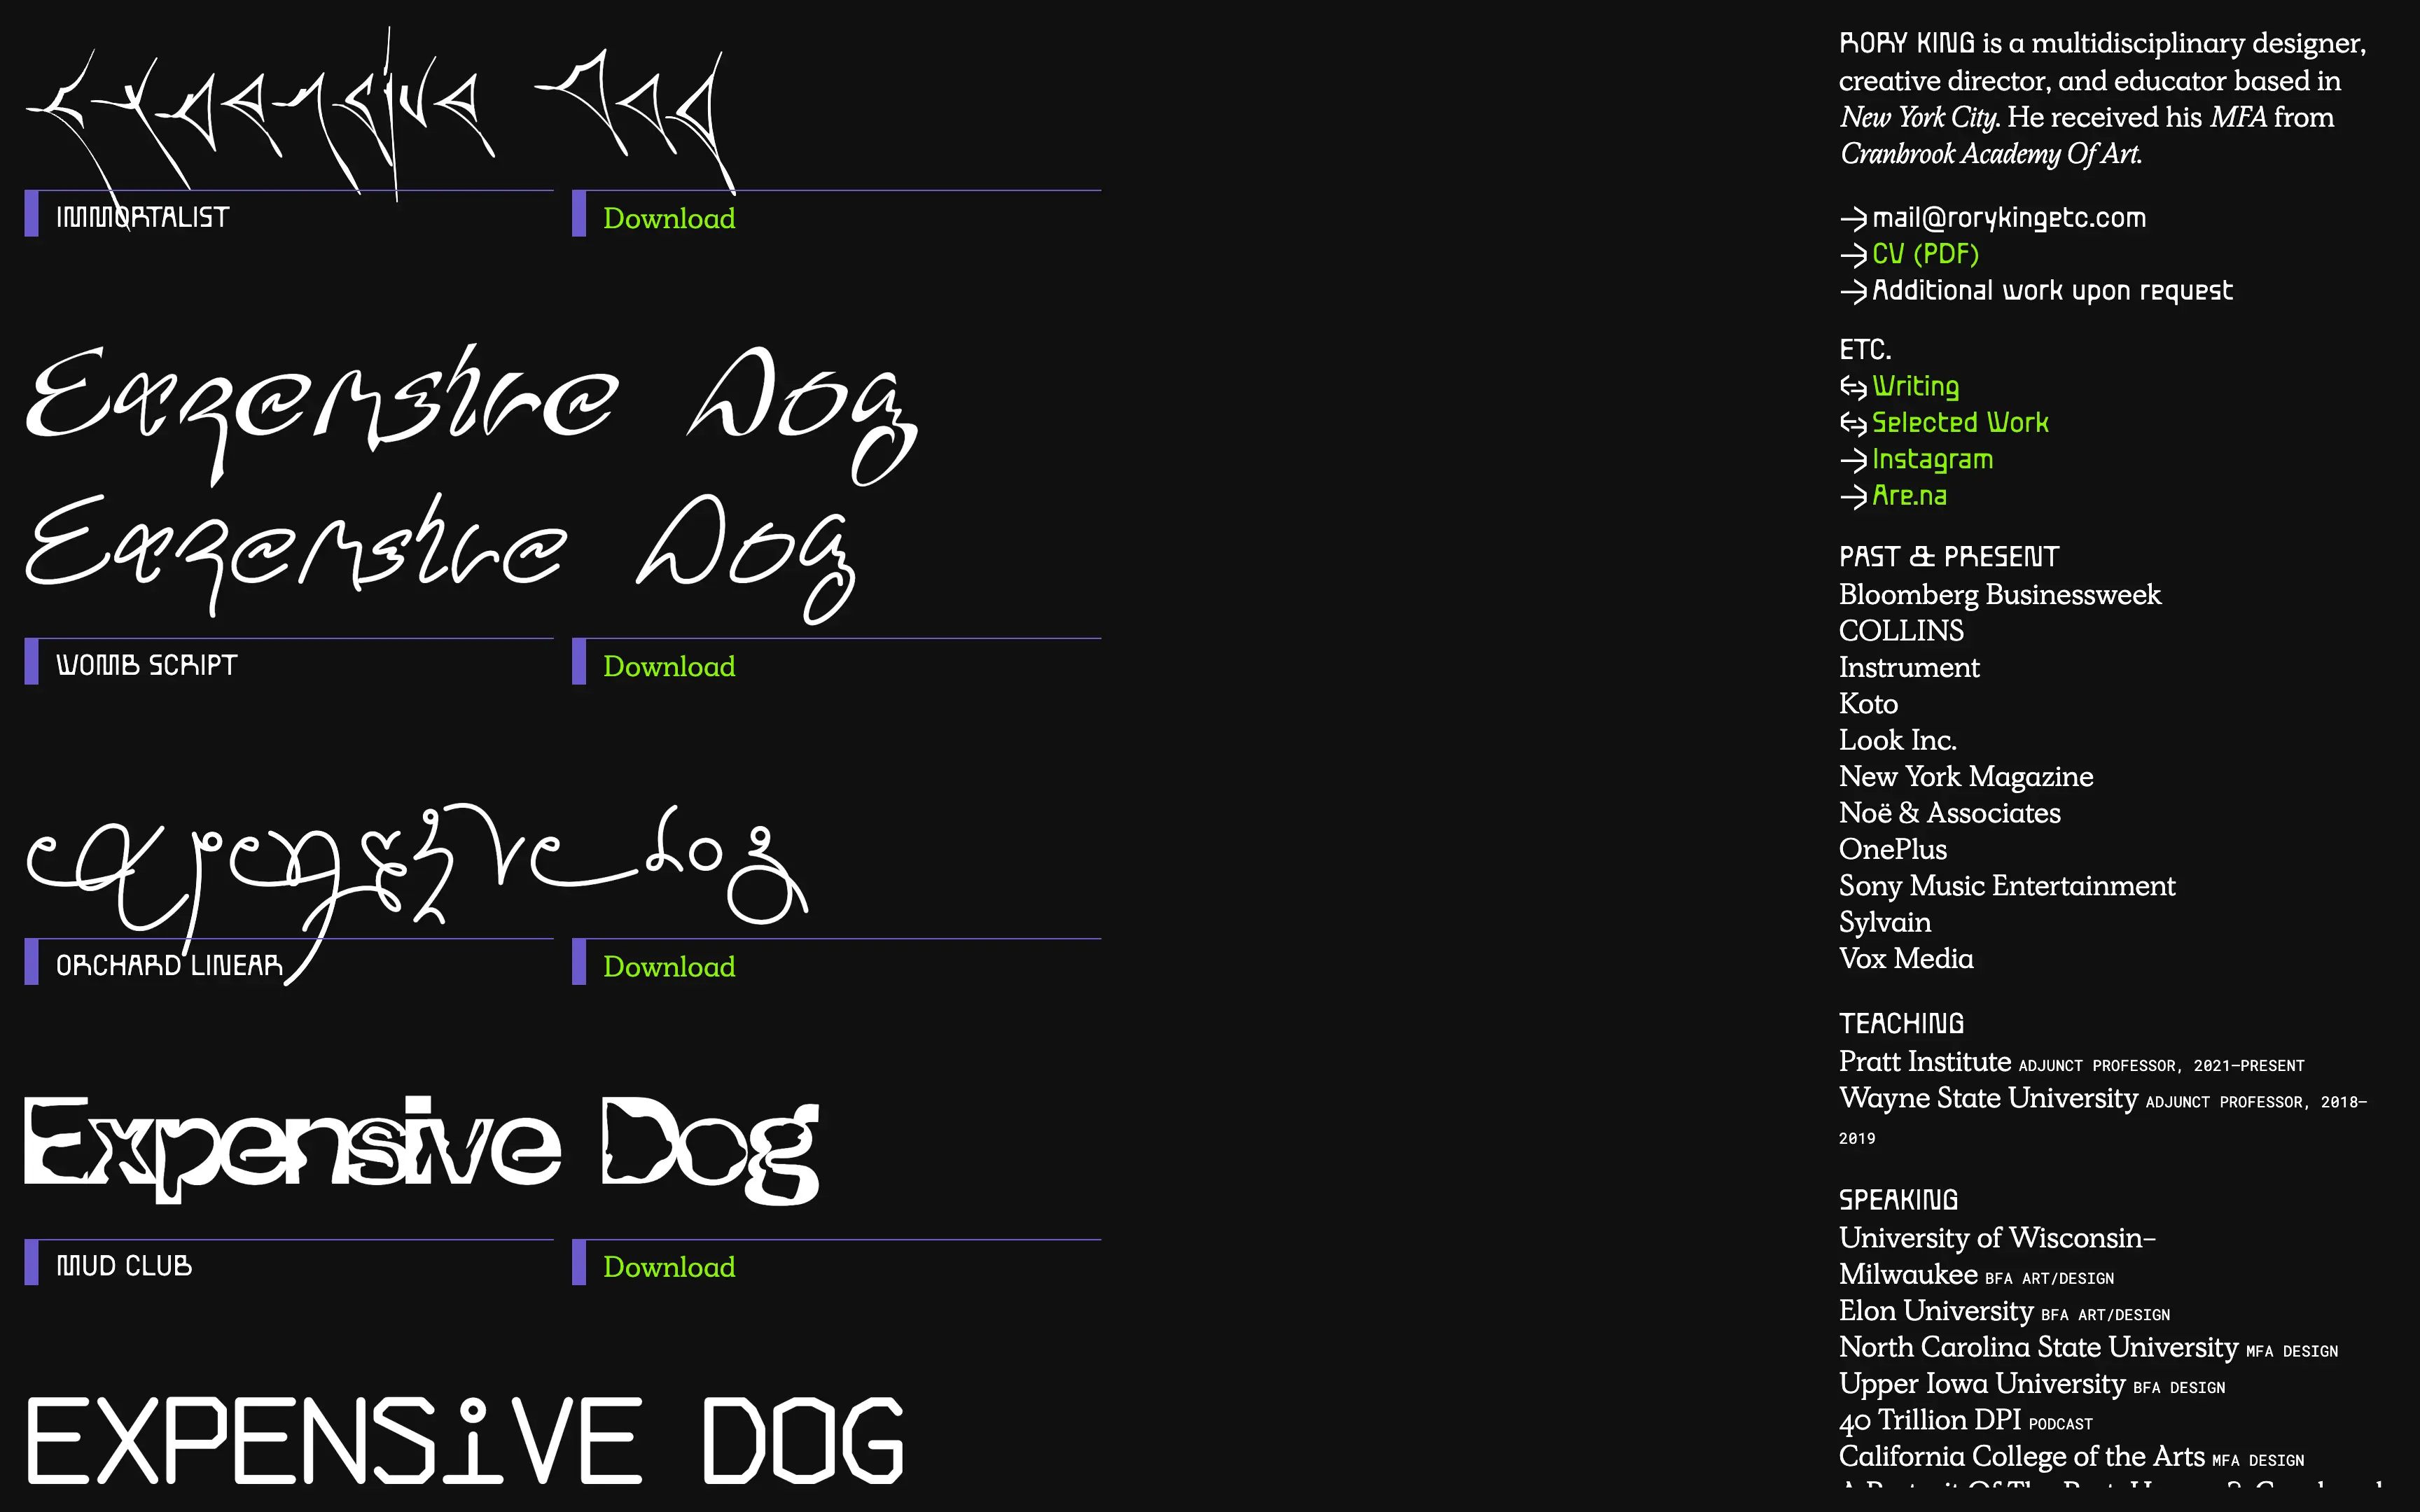 Expensive Dog
IMMORTALIST
Download
Expensive Dog
Expensive Dog
WOMB SCRIPT
Download
expensive dog
ORCHARD LINEAR
Download
Expensive Dog
MUD CLUB
Download
EXPENSiVE DOG
RORY KING is a multidisciplinary designer,
creative director, and educator based in
New York City. He received his MFA from
Cranbrook Academy Of Art.
→mail@rorykingetc.com
→CV (PDF)
→Additional work upon request
ETC.
Writing
Selected Work
→Instagram
→Are.na
PAST & PRESENT
Bloomberg Businessweek
COLLINS
Instrument
Koto
Look Inc.
New York Magazine
Noë & Associates
OnePlus
Sony Music Entertainment
Sylvain
Vox Media
TEACHING
Pratt Institute ADJUNCT PROFESSOR, 2021–PRESENT
Wayne State University ADJUNCT PROFESSOR, 2018–
2019
SPEAKING
University of Wisconsin–
Milwaukee BFA ART/DESIGN
Elon University BFA ART/DESIGN
North Carolina State University MFA DESIGN
Upper Iowa University BFA DESIGN
40 Trillion DPI PODCAST
California College of the Arts MFA DESIGN